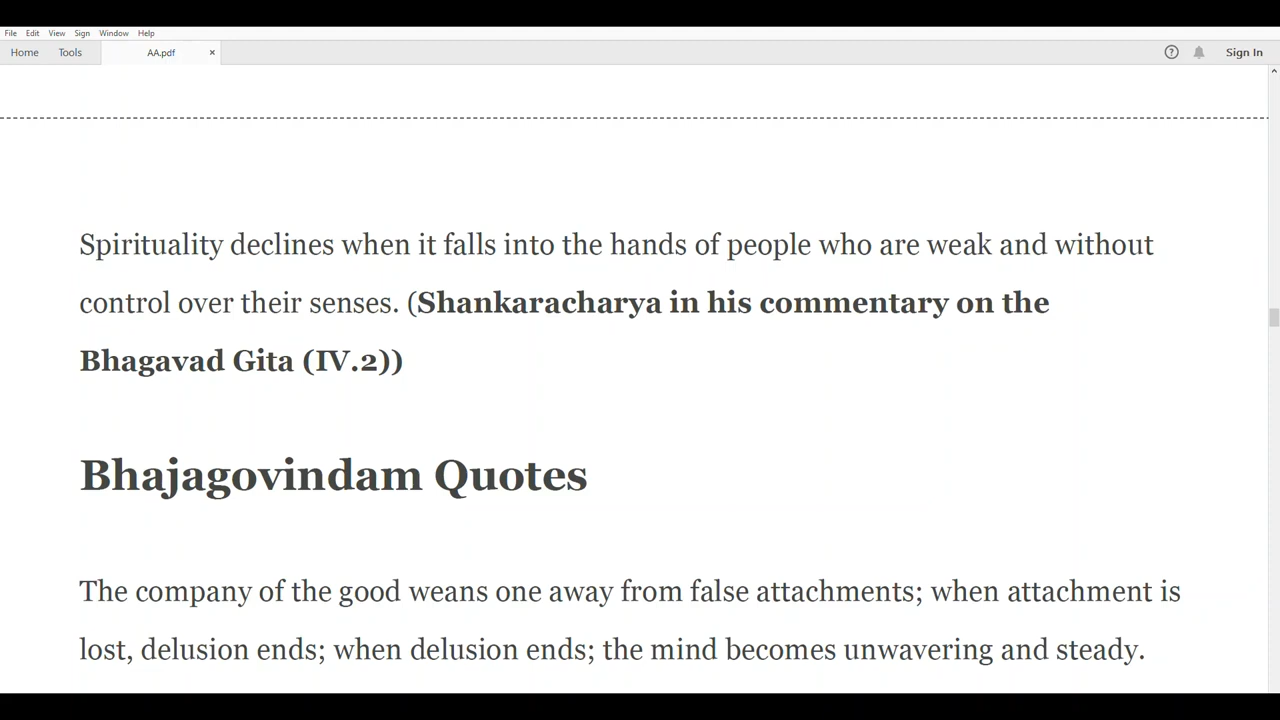 File Edit View Sign Window Help
Home Tools AA.pdf × ? Sign In
Spirituality declines when it falls into the hands of people who are weak and without
control over their senses. (Shankaracharya in his commentary on the
Bhagavad Gita (IV.2))
Bhajagovindam Quotes
The company of the good weans one away from false attachments; when attachment is
lost, delusion ends; when delusion ends; the mind becomes unwavering and steady.